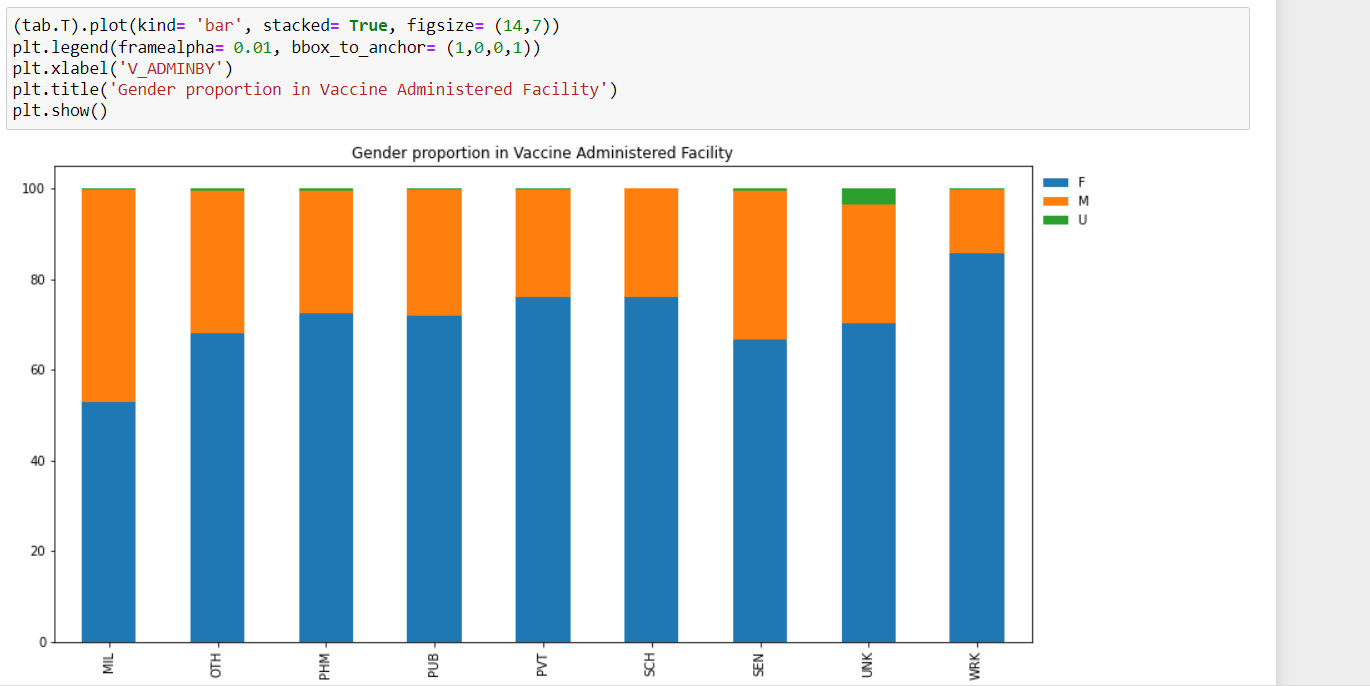 (tab.T).plot(kind= 'bar', stacked= True, figsize= (14,7))
plt.legend(framealpha= 0.01, bbox_to_anchor= (1,0,0,1))
plt.xlabel('V_ADMINBY')
plt.title('Gender proportion in Vaccine Administered Facility')
plt.show()
Gender proportion in Vaccine Administered Facility
100
80
60
40
20
0
F
M
U
MIL
OTH
PHM
PUB
PVT
SCH
SEN
UNK
WRK